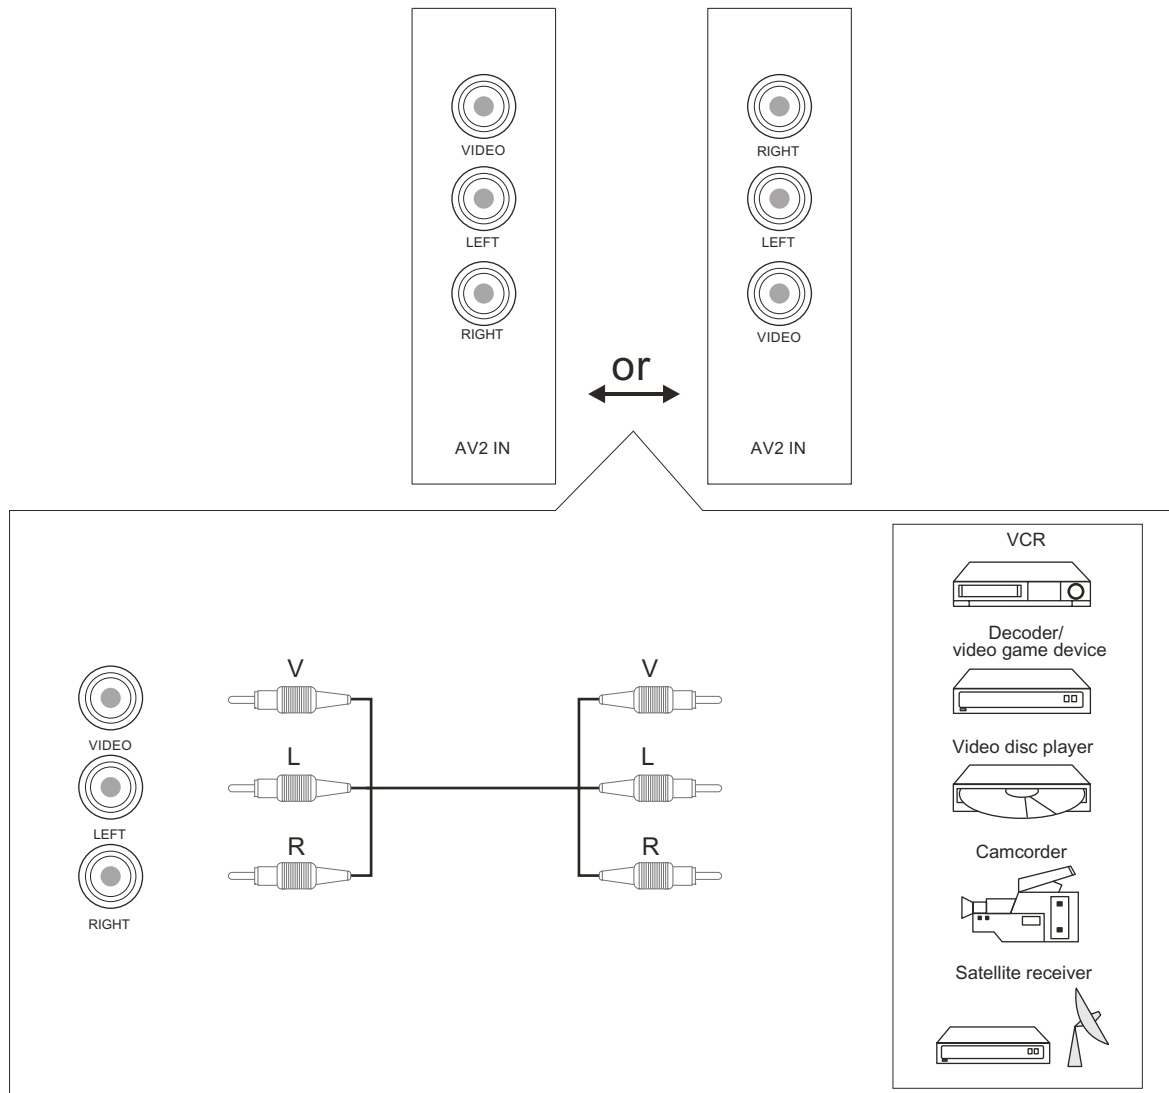 VIDEO
LEFT
RIGHT
AV2 IN
or
RIGHT
LEFT
VIDEO
AV2 IN
VIDEO
LEFT
RIGHT
V
L
R
V
L
R
VCR
Decoder/
video game device
Video disc player
Camcorder
Satellite receiver